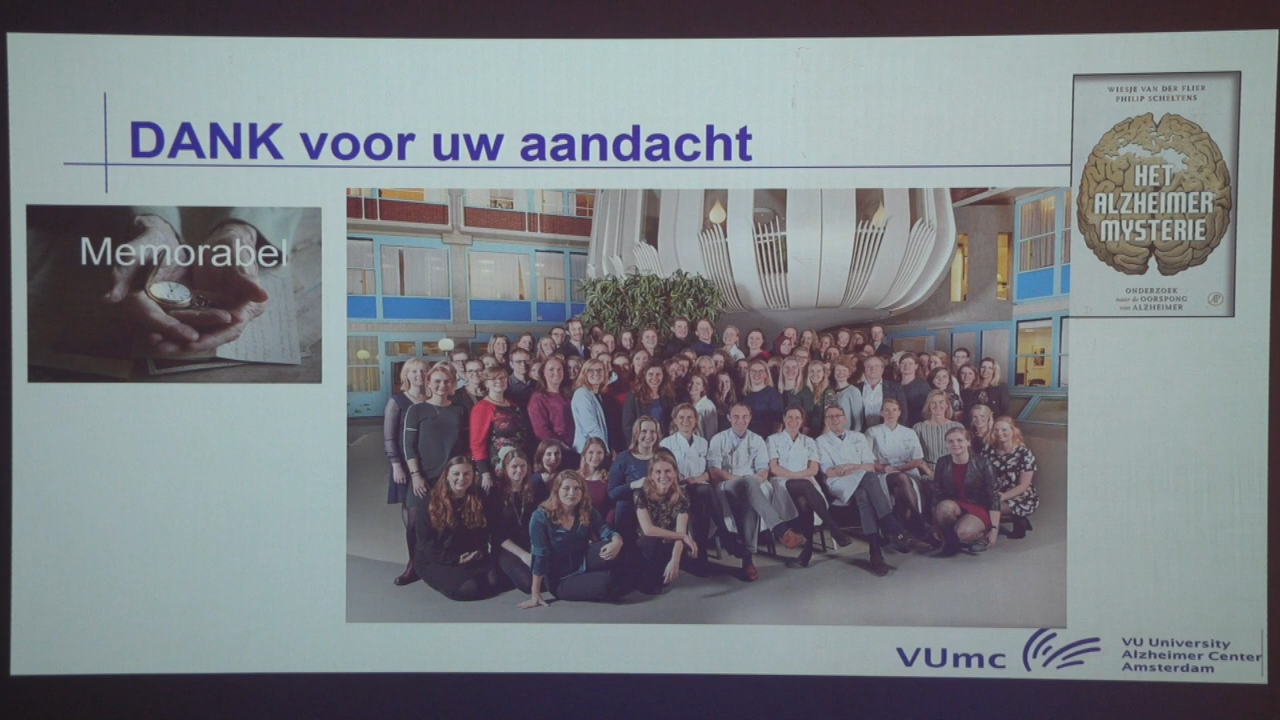 DANK voor uw aandacht
Memorabel
WIESJE VAN DER FLIER
PHILIP SCHELTENS
HET
ALZHEIMER
MYSTERIE
ONDERZOEK
naar de OORSPONG
van ALZHEIMER
VUmc
VU University
Alzheimer Center
Amsterdam